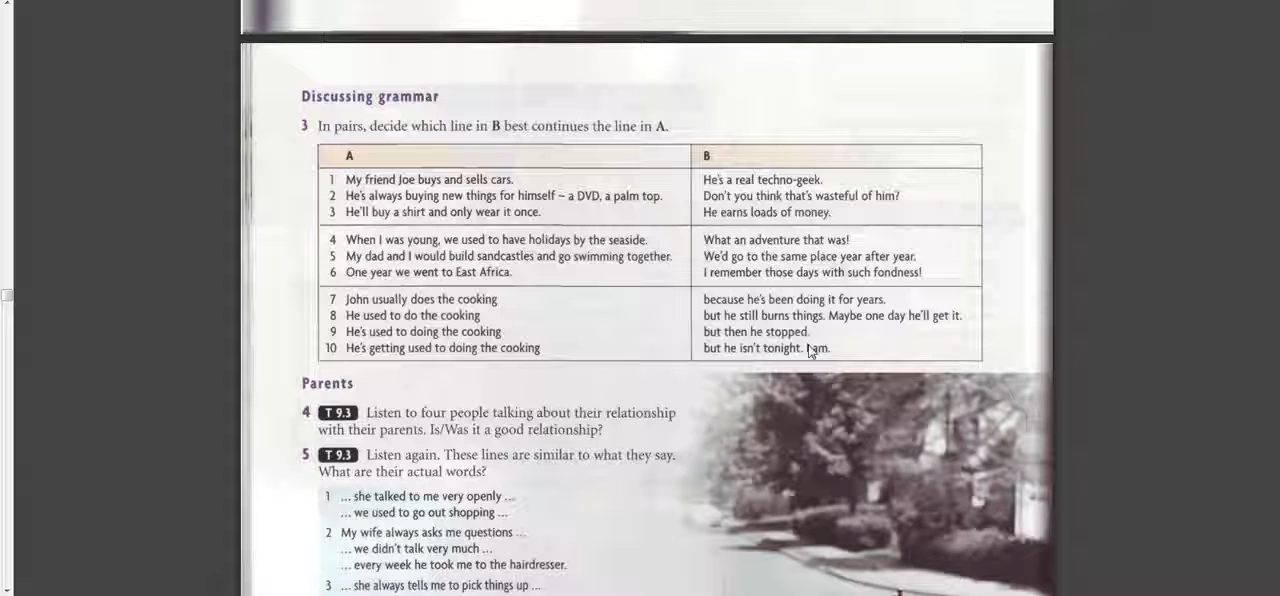 Discussing grammar
3 In pairs, decide which line in B best continues the line in A.
A B
1 My friend Joe buys and sells cars. He's a real techno-geek.
2 He's always buying new things for himself – a DVD, a palm top. Don't you think that's wasteful of him?
3 He'll buy a shirt and only wear it once. He earns loads of money.
4 When I was young, we used to have holidays by the seaside. What an adventure that was!
5 My dad and I would build sandcastles and go swimming together. We'd go to the same place year after year.
6 One year we went to East Africa. I remember those days with such fondness!
7 John usually does the cooking because he's been doing it for years.
8 He used to do the cooking but he still burns things. Maybe one day he'll get it.
9 He's used to doing the cooking but then he stopped.
10 He's getting used to doing the cooking but he isn't tonight. I am.
Parents
4 T 9.3 Listen to four people talking about their relationship
with their parents. Is/Was it a good relationship?
5 T 9.3 Listen again. These lines are similar to what they say.
What are their actual words?
1 ... she talked to me very openly ...
... we used to go out shopping ...
2 My wife always asks me questions ...
... we didn't talk very much ...
... every week he took me to the hairdresser.
3 ... she always tells me to pick things up ...